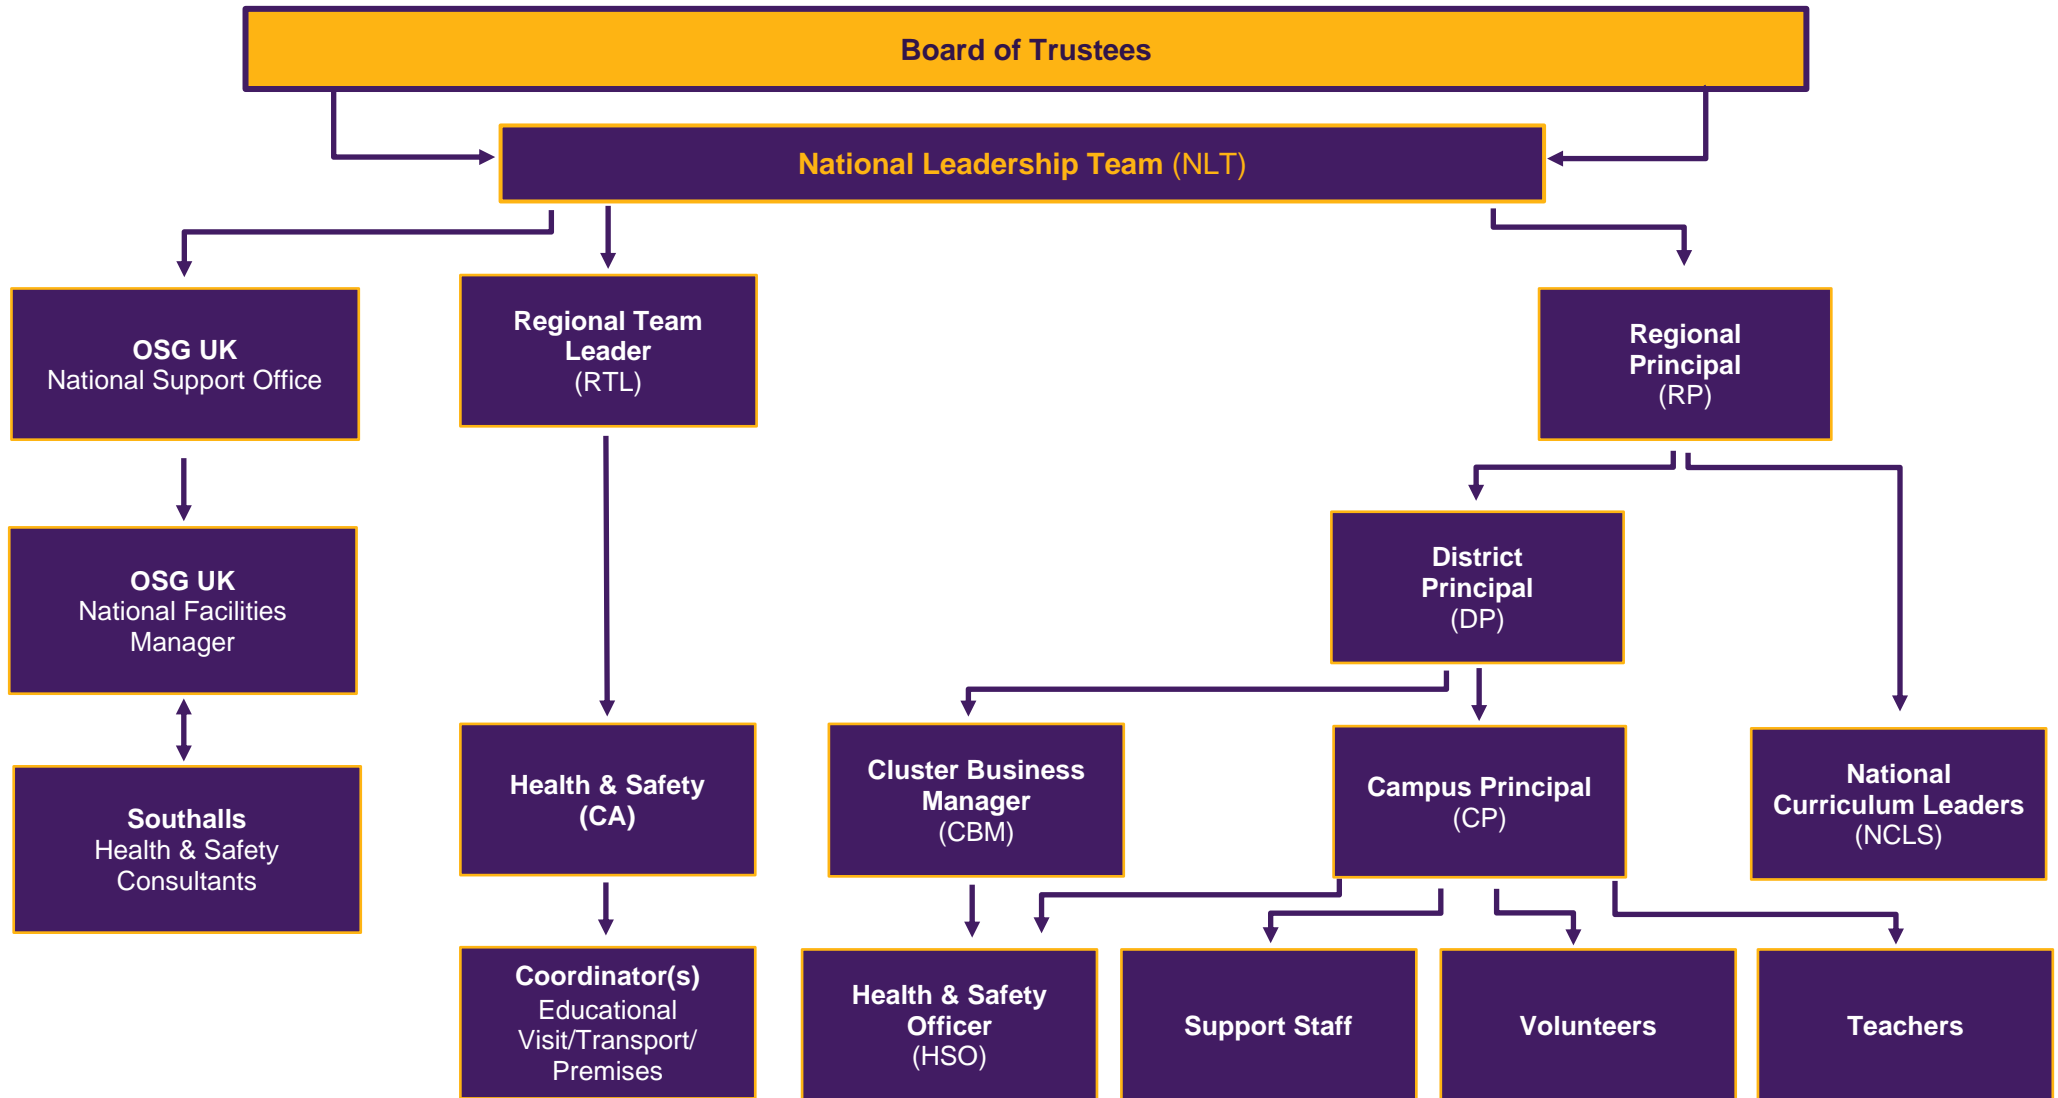 Board of Trustees
National Leadership Team (NLT)
OSG UK
National Support Office
Regional Team
Leader
(RTL)
Regional
Principal
(RP)
OSG UK
National Facilities
Manager
District
Principal
(DP)
Southalls
Health & Safety
Consultants
Health & Safety
(CA)
Cluster Business
Manager
(CBM)
Campus Principal
(CP)
National
Curriculum Leaders
(NCLS)
Coordinator(s)
Educational
Visit/Transport/
Premises
Health & Safety
Officer
(HSO)
Support Staff
Volunteers
Teachers